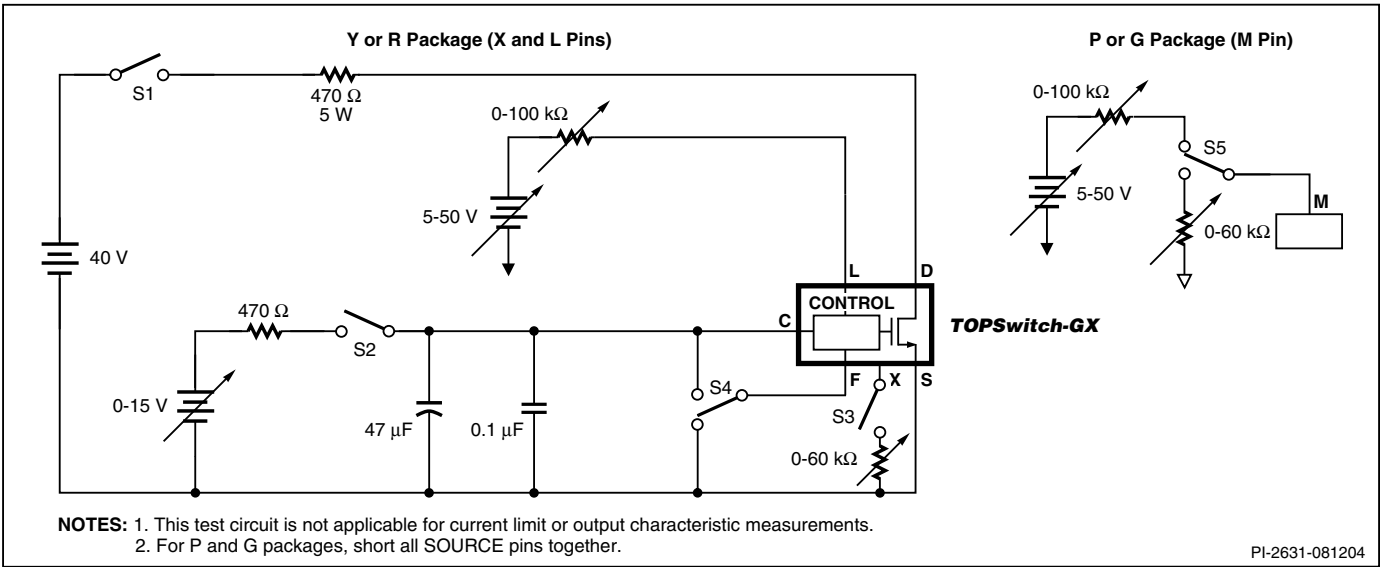 Y or R Package (X and L Pins)
P or G Package (M Pin)
S1
470 Ω
5 W
0-100 kΩ
5-50 V
40 V
0-100 kΩ
S5
5-50 V
M
0-60 kΩ
L
D
CONTROL
C
TOPSwitch-GX
F
X
S
470 Ω
S2
0-15 V
47 µF
0.1 µF
S4
S3
0-60 kΩ
NOTES: 1. This test circuit is not applicable for current limit or output characteristic measurements.
2. For P and G packages, short all SOURCE pins together.
PI-2631-081204